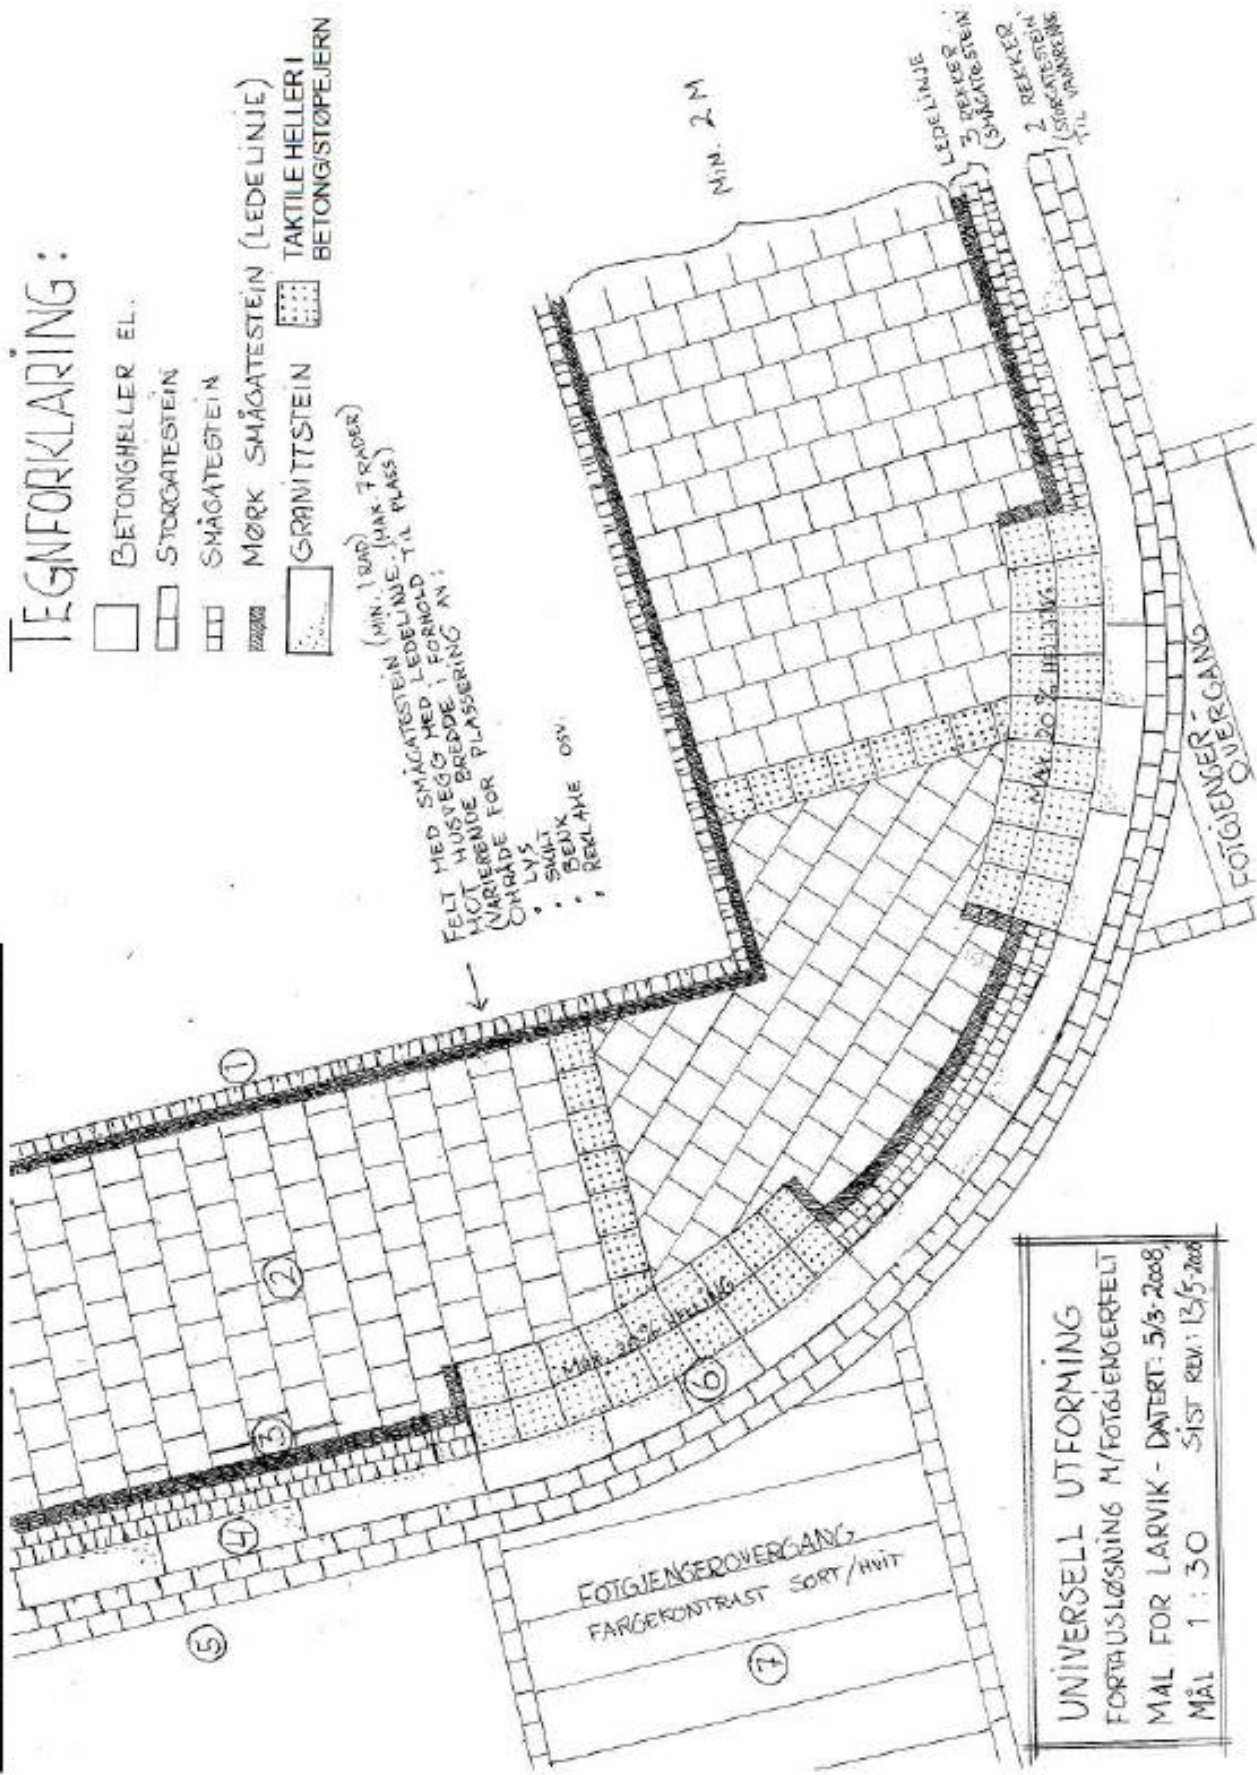 TEGNFORKLARING :
BETONGHELLER EL.
STORGATESTEIN
SMÅGATESTEIN
MØRK SMÅGATESTEIN (LEDELINJE)
GRANITTSTEIN
TAKTILE HELLER I
BETONG/STØPEJERN
FELT MED SMÅGATESTEIN (MIN. 1 RAD)
MOT HUSVEGG MED LEDELINJE. (MAK. 7 RADER)
(VARIERENDE BREDDE I FORHOLD TIL PLASS)
OMRÅDE FOR PLASSERING AV:
• LYS
• SKILT
• BENK
• REKLAME OSV.
MIN. 2 M
LEDELINJE
3 REKKER
(SMÅGATESTEIN)
2 REKKER
(STORGATESTEIN)
TIL VANNRENNE
1
2
3
4
5
6
7
MAK. 20% HELLING
MAK. 20% HELLING
FOTGJENGER-
OVERGANG
FOTGJENGEROVERGANG
FARGEKONTRAST SORT/HVIT
UNIVERSELL UTFORMING
FORTAUSLØSNING M/FOTGJENGERFELT
MAL FOR LARVIK - DATERT: 5/3-2008,
MÅL 1 : 30 SIST REV: 13/5-2008